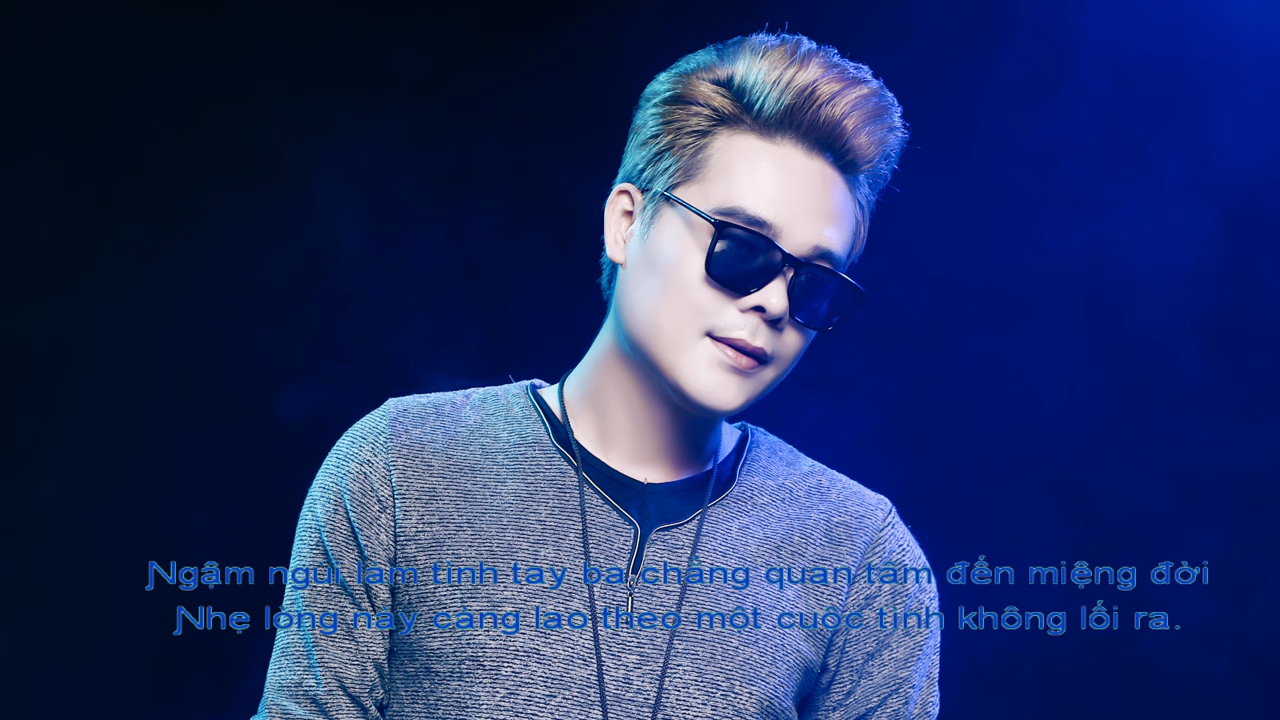 Ngậm ngùi làm tình tay ba chẳng quan tâm đến miệng đời
Nhẹ lòng này càng lao theo một cuộc tình không lối ra.